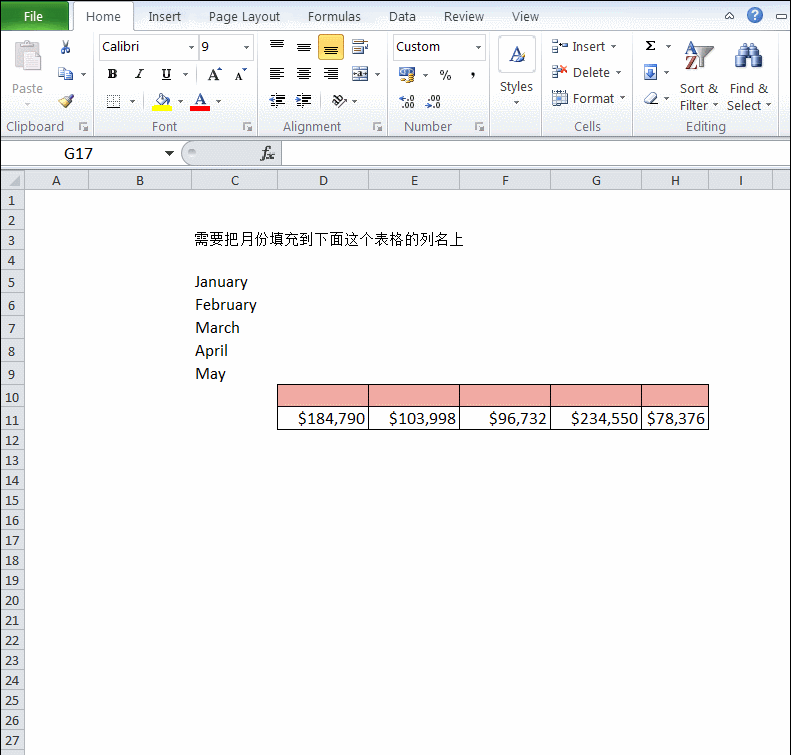 File Home Insert Page Layout Formulas Data Review View
Calibri 9 Custom Insert Σ
Paste B I U A A % , Styles Delete Sort & Find &
A Format Filter Select
Clipboard Font Alignment Number Cells Editing
G17 fx
A B C D E F G H I
1
2
3 需要把月份填充到下面这个表格的列名上
4
5 January
6 February
7 March
8 April
9 May
10
11 $184,790 $103,998 $96,732 $234,550 $78,376
12
13
14
15
16
17
18
19
20
21
22
23
24
25
26
27